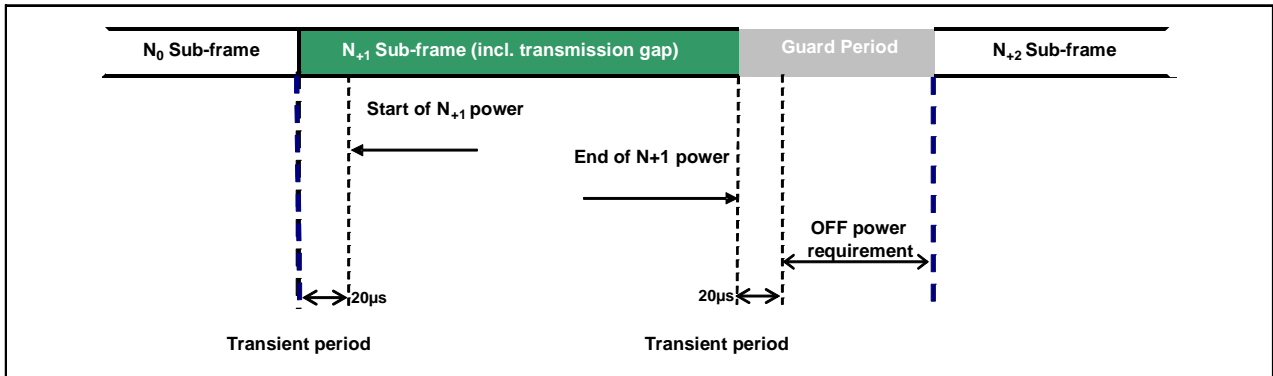 N0 Sub-frame
N+1 Sub-frame (incl. transmission gap)
Guard Period
N+2 Sub-frame
Start of N+1 power
End of N+1 power
OFF power
requirement
20µs
20µs
Transient period
Transient period